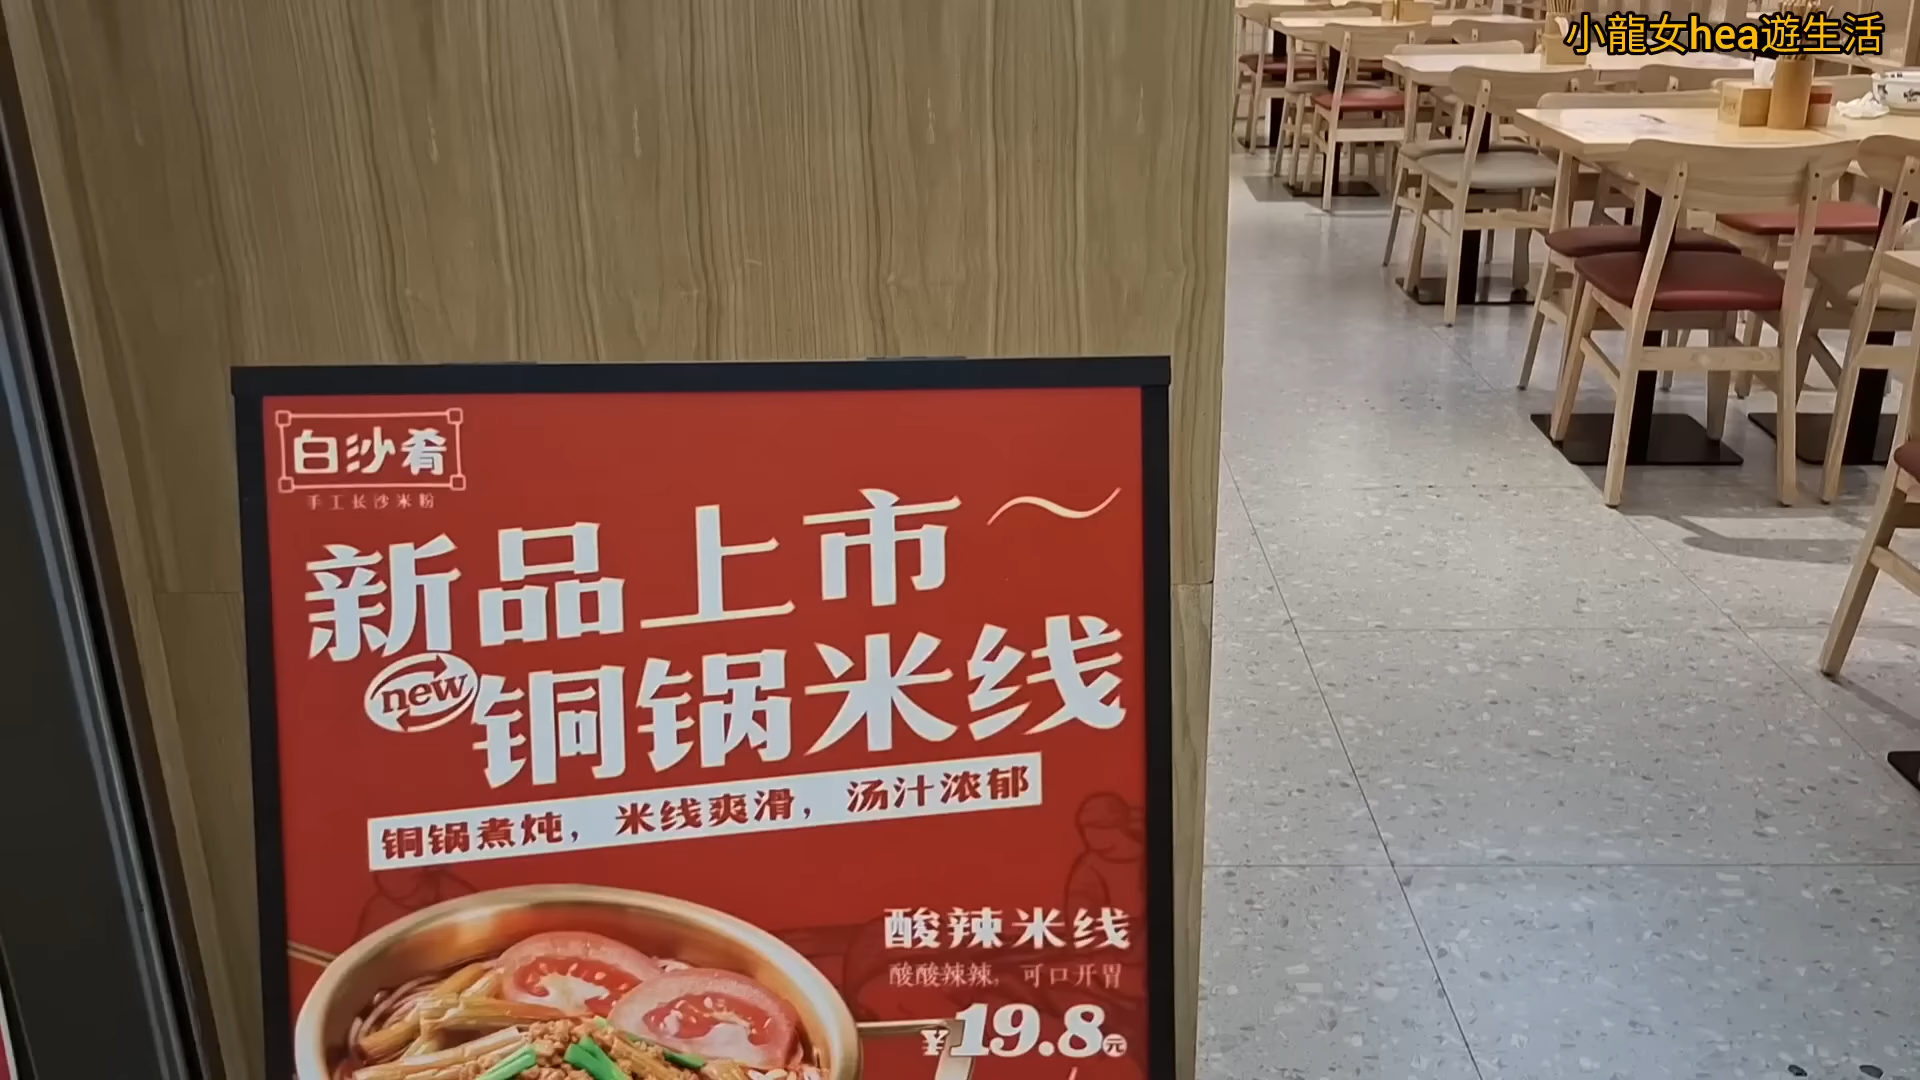 小龍女hea遊生活
白沙肴
手工长沙米粉
新品上市～
new
铜锅米线
铜锅煮炖，米线爽滑，汤汁浓郁
酸辣米线
酸酸辣辣，可口开胃
¥19.8元